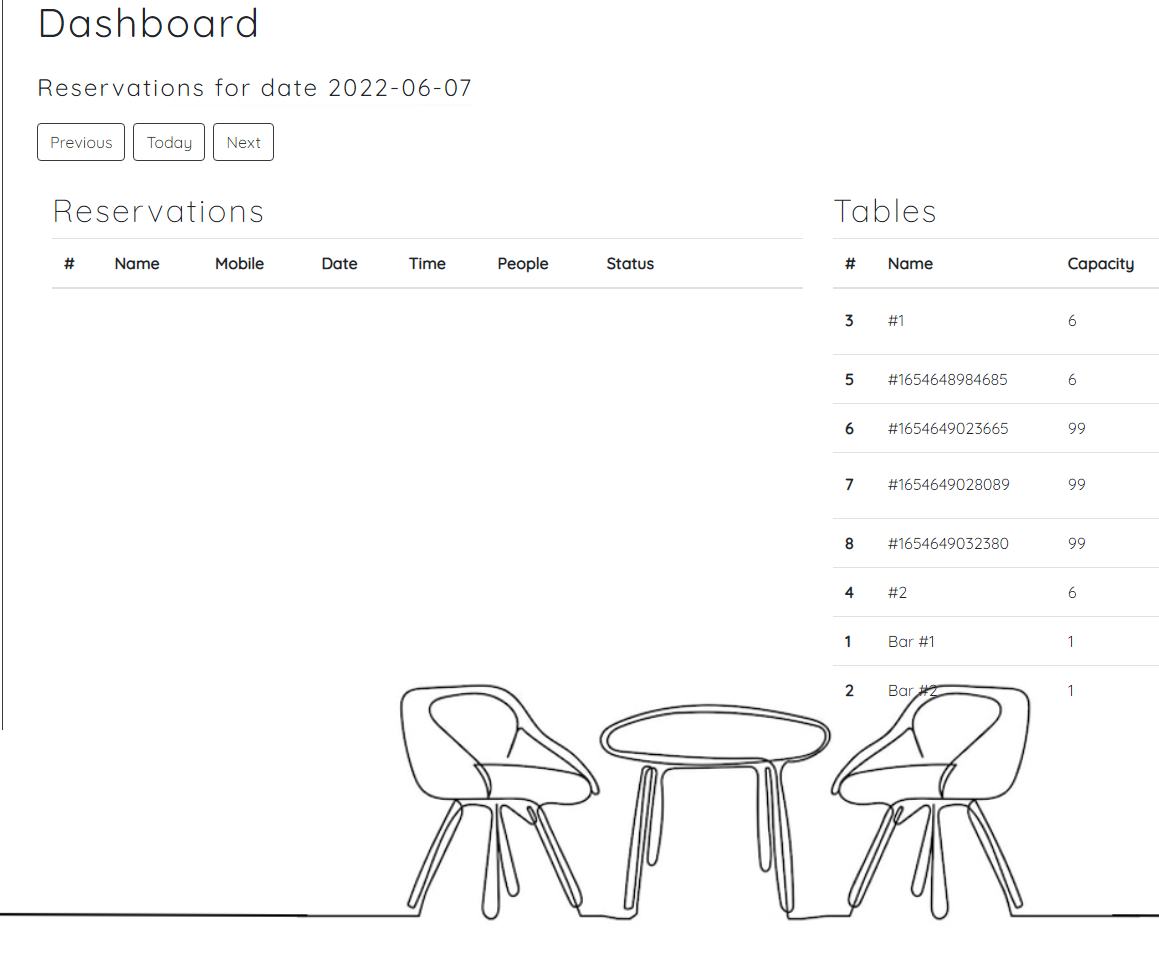 Dashboard
Reservations for date 2022-06-07
Previous Today Next
Reservations
# Name Mobile Date Time People Status
Tables
# Name Capacity
3 #1 6
5 #1654648984685 6
6 #1654649023665 99
7 #1654649028089 99
8 #1654649032380 99
4 #2 6
1 Bar #1 1
2 Bar #2 1